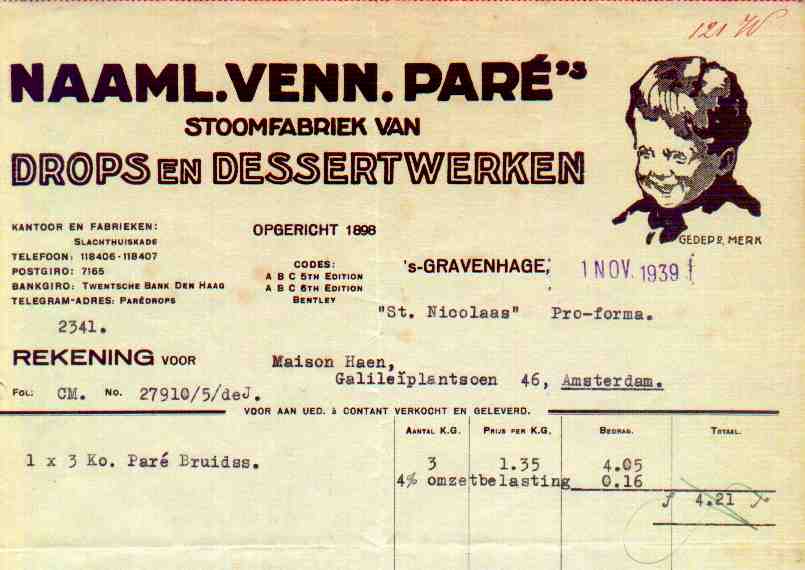 121 W
NAAML. VENN. PARÉ'S
STOOMFABRIEK VAN
DROPS EN DESSERTWERKEN
GEDEPD. MERK
KANTOOR EN FABRIEKEN:
SLACHTHUISKADE
TELEFOON: 118406 - 118407
POSTGIRO: 7165
BANKGIRO: TWENTSCHE BANK DEN HAAG
TELEGRAM-ADRES: PARÉDROPS
OPGERICHT 1898
CODES:
A B C 5TH EDITION
A B C 6TH EDITION
BENTLEY
's-GRAVENHAGE, 1 NOV. 1939
"St. Nicolaas" Pro-forma.
2341.
REKENING VOOR Maison Haen,
Galileïplantsoen 46, Amsterdam.
FOL: CM. No. 27910/5/deJ.
VOOR AAN UED. à CONTANT VERKOCHT EN GELEVERD.
AANTAL K.G. PRIJS PER K.G. BEDRAG. TOTAAL.
1 x 3 Ko. Paré Bruidss. 3 1.35 4.05
4% omzetbelasting 0.16
f 4.21